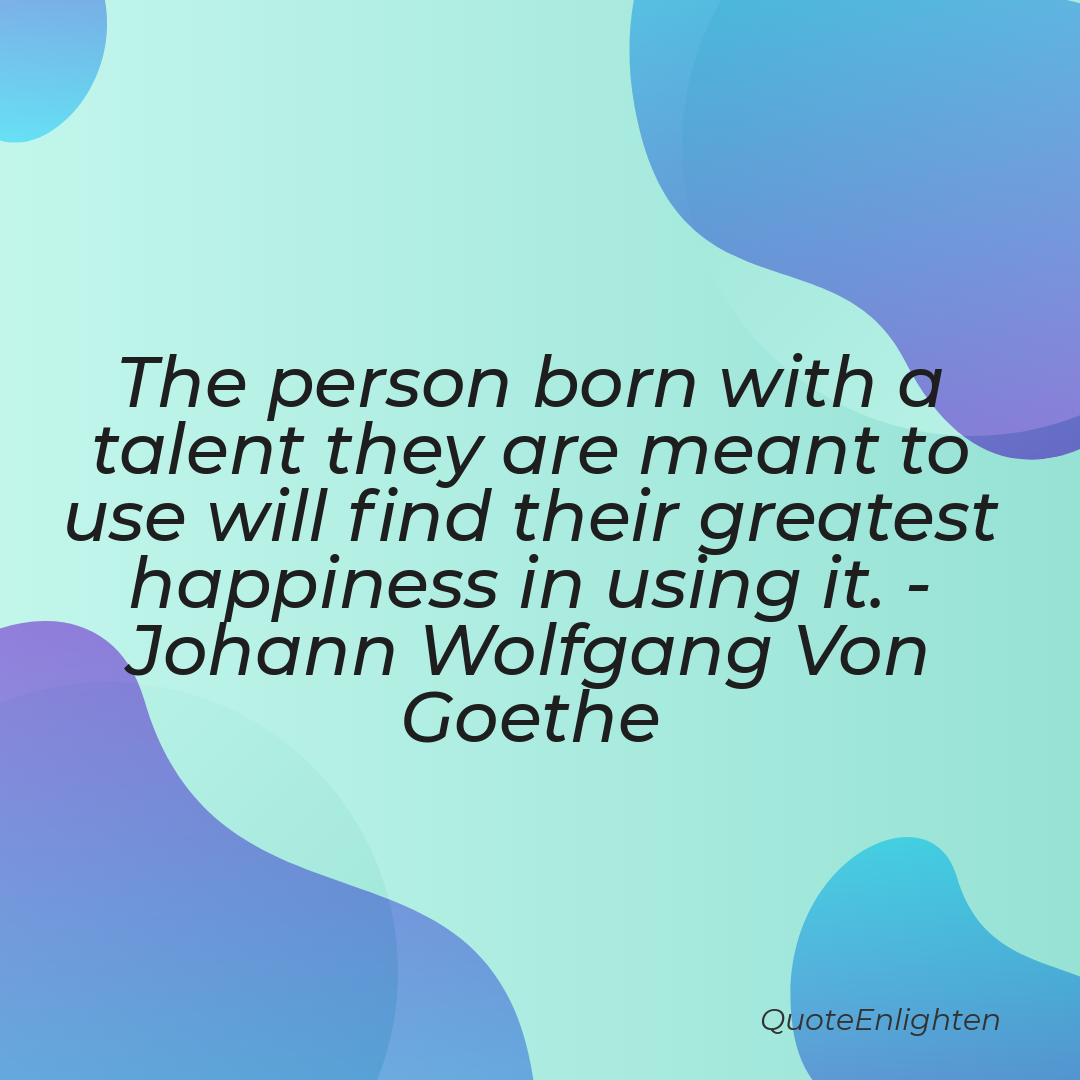 The person born with a
talent they are meant to
use will find their greatest
happiness in using it. -
Johann Wolfgang Von
Goethe
QuoteEnlighten